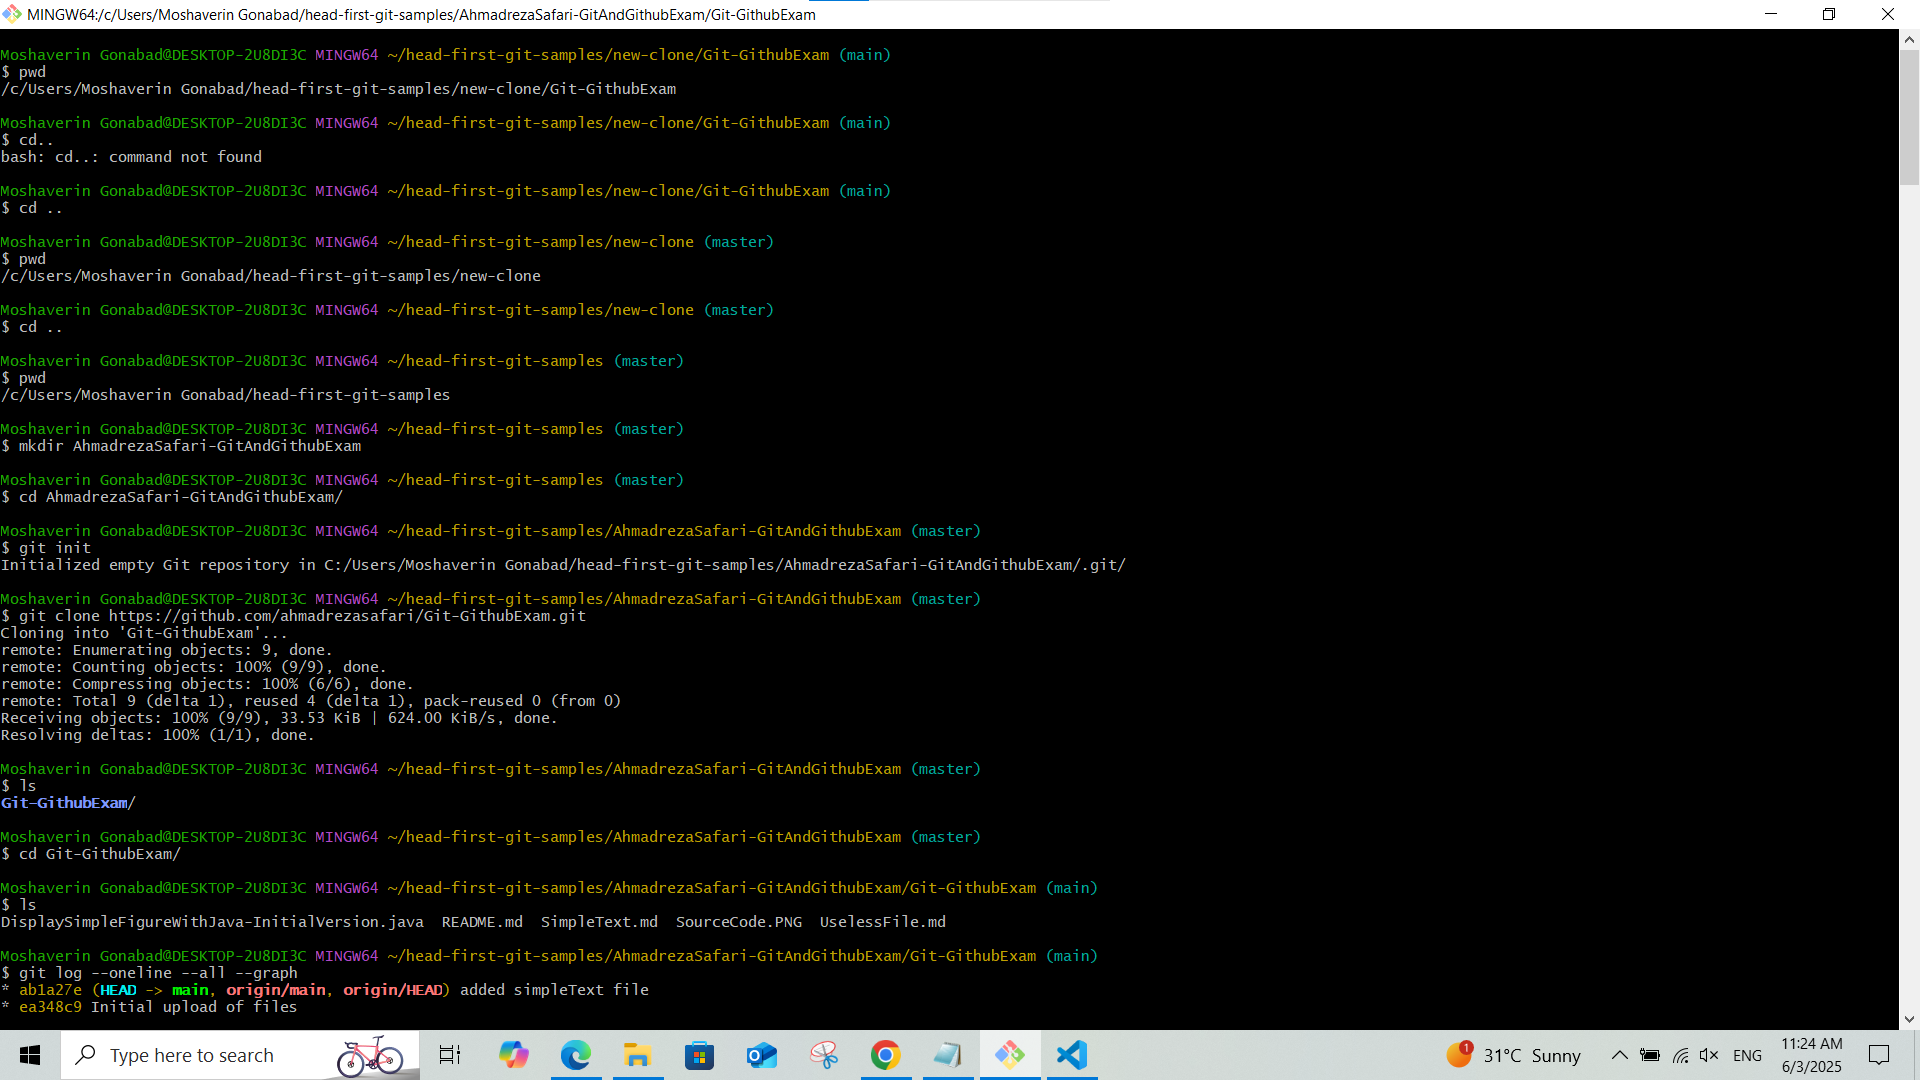 MINGW64:/c/Users/Moshaverin Gonabad/head-first-git-samples/AhmadrezaSafari-GitAndGithubExam/Git-GithubExam
Moshaverin Gonabad@DESKTOP-2U8DI3C MINGW64 ~/head-first-git-samples/new-clone/Git-GithubExam (main)
$ pwd
/c/Users/Moshaverin Gonabad/head-first-git-samples/new-clone/Git-GithubExam
Moshaverin Gonabad@DESKTOP-2U8DI3C MINGW64 ~/head-first-git-samples/new-clone/Git-GithubExam (main)
$ cd..
bash: cd..: command not found
Moshaverin Gonabad@DESKTOP-2U8DI3C MINGW64 ~/head-first-git-samples/new-clone/Git-GithubExam (main)
$ cd ..
Moshaverin Gonabad@DESKTOP-2U8DI3C MINGW64 ~/head-first-git-samples/new-clone (master)
$ pwd
/c/Users/Moshaverin Gonabad/head-first-git-samples/new-clone
Moshaverin Gonabad@DESKTOP-2U8DI3C MINGW64 ~/head-first-git-samples/new-clone (master)
$ cd ..
Moshaverin Gonabad@DESKTOP-2U8DI3C MINGW64 ~/head-first-git-samples (master)
$ pwd
/c/Users/Moshaverin Gonabad/head-first-git-samples
Moshaverin Gonabad@DESKTOP-2U8DI3C MINGW64 ~/head-first-git-samples (master)
$ mkdir AhmadrezaSafari-GitAndGithubExam
Moshaverin Gonabad@DESKTOP-2U8DI3C MINGW64 ~/head-first-git-samples (master)
$ cd AhmadrezaSafari-GitAndGithubExam/
Moshaverin Gonabad@DESKTOP-2U8DI3C MINGW64 ~/head-first-git-samples/AhmadrezaSafari-GitAndGithubExam (master)
$ git init
Initialized empty Git repository in C:/Users/Moshaverin Gonabad/head-first-git-samples/AhmadrezaSafari-GitAndGithubExam/.git/
Moshaverin Gonabad@DESKTOP-2U8DI3C MINGW64 ~/head-first-git-samples/AhmadrezaSafari-GitAndGithubExam (master)
$ git clone https://github.com/ahmadrezasafari/Git-GithubExam.git
Cloning into 'Git-GithubExam'...
remote: Enumerating objects: 9, done.
remote: Counting objects: 100% (9/9), done.
remote: Compressing objects: 100% (6/6), done.
remote: Total 9 (delta 1), reused 4 (delta 1), pack-reused 0 (from 0)
Receiving objects: 100% (9/9), 33.53 KiB | 624.00 KiB/s, done.
Resolving deltas: 100% (1/1), done.
Moshaverin Gonabad@DESKTOP-2U8DI3C MINGW64 ~/head-first-git-samples/AhmadrezaSafari-GitAndGithubExam (master)
$ ls
Git-GithubExam/
Moshaverin Gonabad@DESKTOP-2U8DI3C MINGW64 ~/head-first-git-samples/AhmadrezaSafari-GitAndGithubExam (master)
$ cd Git-GithubExam/
Moshaverin Gonabad@DESKTOP-2U8DI3C MINGW64 ~/head-first-git-samples/AhmadrezaSafari-GitAndGithubExam/Git-GithubExam (main)
$ ls
DisplaySimpleFigureWithJava-InitialVersion.java  README.md  SimpleText.md  SourceCode.PNG  UselessFile.md
Moshaverin Gonabad@DESKTOP-2U8DI3C MINGW64 ~/head-first-git-samples/AhmadrezaSafari-GitAndGithubExam/Git-GithubExam (main)
$ git log --oneline --all --graph
* ab1a27e (HEAD -> main, origin/main, origin/HEAD) added simpleText file
* ea348c9 Initial upload of files
Type here to search
1
31°C Sunny
ENG
11:24 AM
6/3/2025